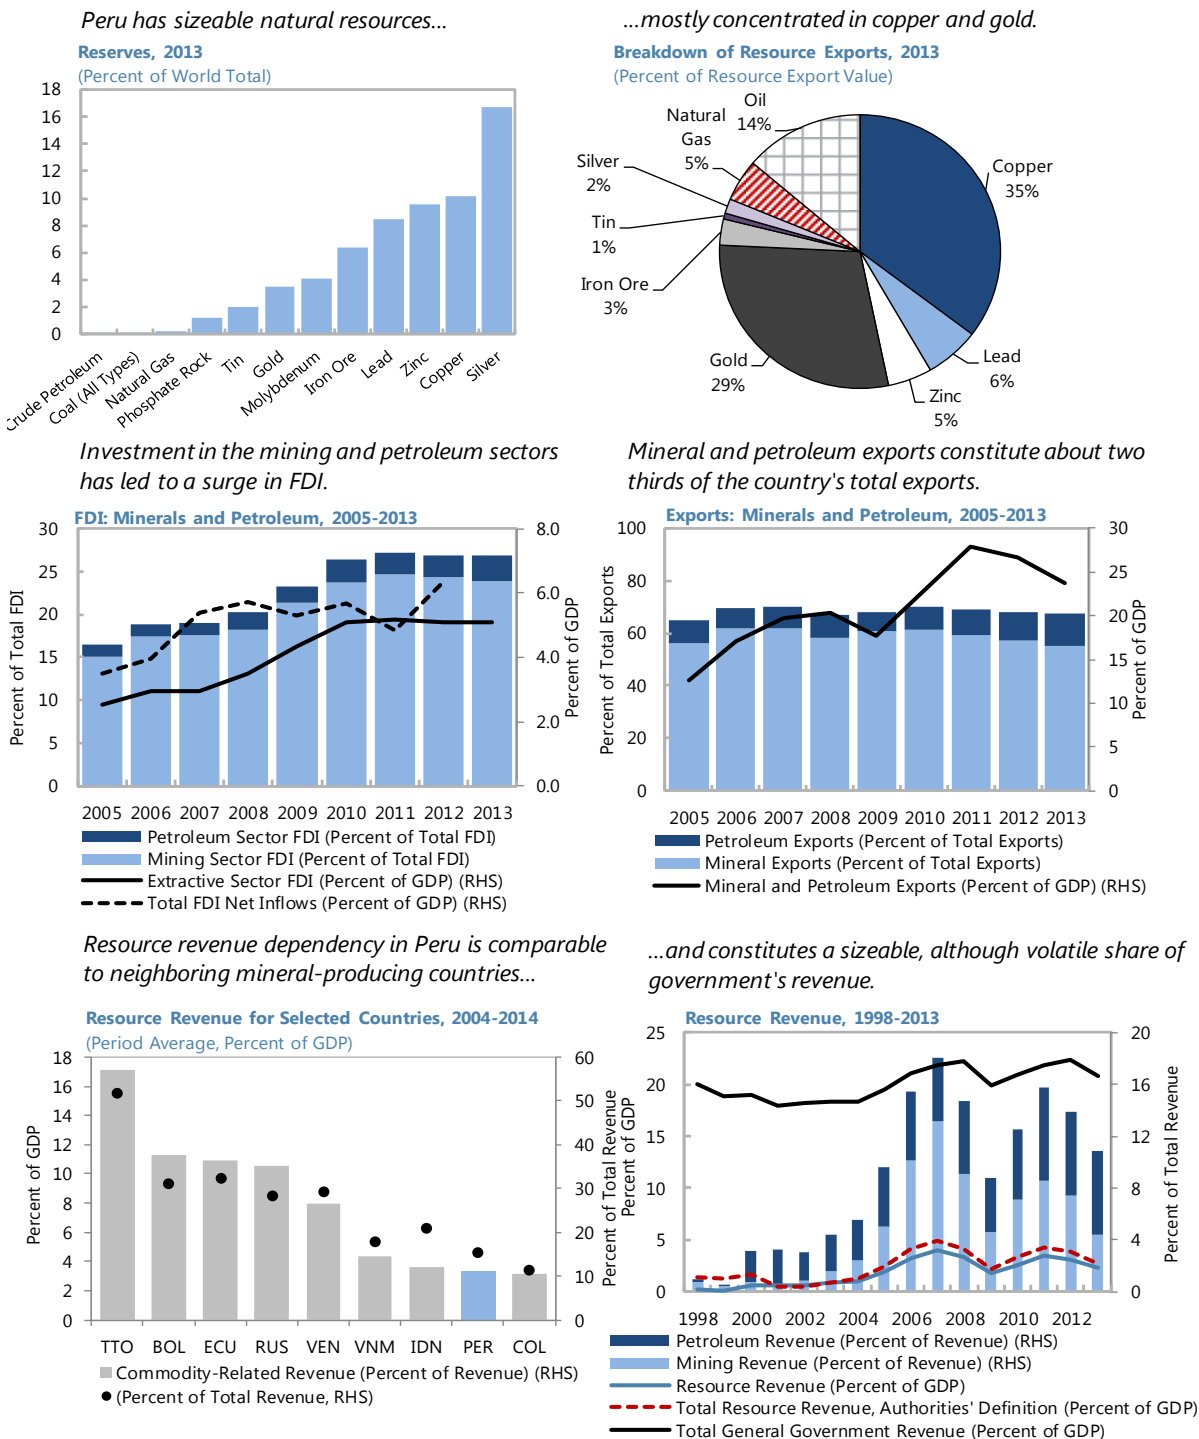 Peru has sizeable natural resources...
Reserves, 2013
(Percent of World Total)
18
16
14
12
10
8
6
4
2
0
Crude Petroleum
Coal (All Types)
Natural Gas
Phosphate Rock
Tin
Gold
Molybdenum
Iron Ore
Lead
Zinc
Copper
Silver
...mostly concentrated in copper and gold.
Breakdown of Resource Exports, 2013
(Percent of Resource Export Value)
Oil
14%
Natural
Gas
5%
Silver
2%
Tin
1%
Iron Ore
3%
Gold
29%
Zinc
5%
Lead
6%
Copper
35%
Investment in the mining and petroleum sectors
has led to a surge in FDI.
FDI: Minerals and Petroleum, 2005-2013
Percent of Total FDI
30
25
20
15
10
5
0
8.0
6.0
4.0
2.0
0.0
Percent of GDP
2005 2006 2007 2008 2009 2010 2011 2012 2013
Petroleum Sector FDI (Percent of Total FDI)
Mining Sector FDI (Percent of Total FDI)
Extractive Sector FDI (Percent of GDP) (RHS)
Total FDI Net Inflows (Percent of GDP) (RHS)
Mineral and petroleum exports constitute about two
thirds of the country's total exports.
Exports: Minerals and Petroleum, 2005-2013
Percent of Total Exports
100
80
60
40
20
0
30
25
20
15
10
5
0
Percent of GDP
2005 2006 2007 2008 2009 2010 2011 2012 2013
Petroleum Exports (Percent of Total Exports)
Mineral Exports (Percent of Total Exports)
Mineral and Petroleum Exports (Percent of GDP) (RHS)
Resource revenue dependency in Peru is comparable
to neighboring mineral-producing countries...
Resource Revenue for Selected Countries, 2004-2014
(Period Average, Percent of GDP)
Percent of GDP
18
16
14
12
10
8
6
4
2
0
60
50
40
30
20
10
0
Percent of Total Revenue
TTO BOL ECU RUS VEN VNM IDN PER COL
Commodity-Related Revenue (Percent of Revenue) (RHS)
(Percent of Total Revenue, RHS)
...and constitutes a sizeable, although volatile share of
government's revenue.
Resource Revenue, 1998-2013
Percent of GDP
25
20
15
10
5
0
20
16
12
8
4
0
Percent of Total Revenue
1998 2000 2002 2004 2006 2008 2010 2012
Petroleum Revenue (Percent of Revenue) (RHS)
Mining Revenue (Percent of Revenue) (RHS)
Resource Revenue (Percent of GDP)
Total Resource Revenue, Authorities' Definition (Percent of GDP)
Total General Government Revenue (Percent of GDP)